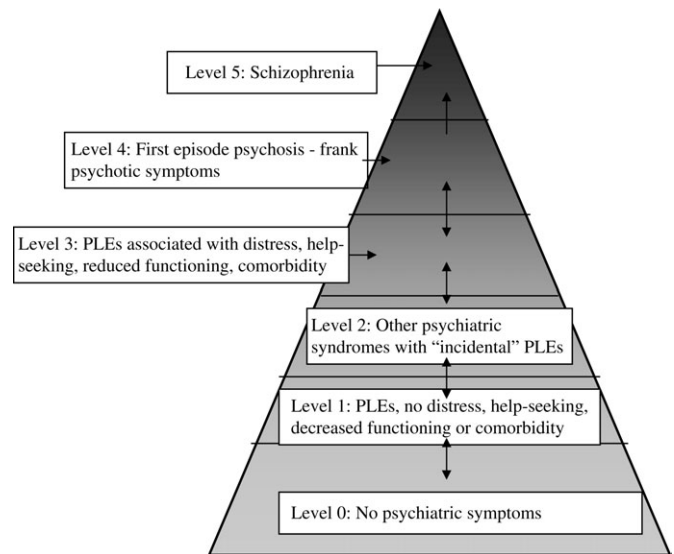 Level 5: Schizophrenia
Level 4: First episode psychosis - frank
psychotic symptoms
Level 3: PLEs associated with distress, help-
seeking, reduced functioning, comorbidity
Level 2: Other psychiatric
syndromes with “incidental” PLEs
Level 1: PLEs, no distress, help-seeking,
decreased functioning or comorbidity
Level 0: No psychiatric symptoms